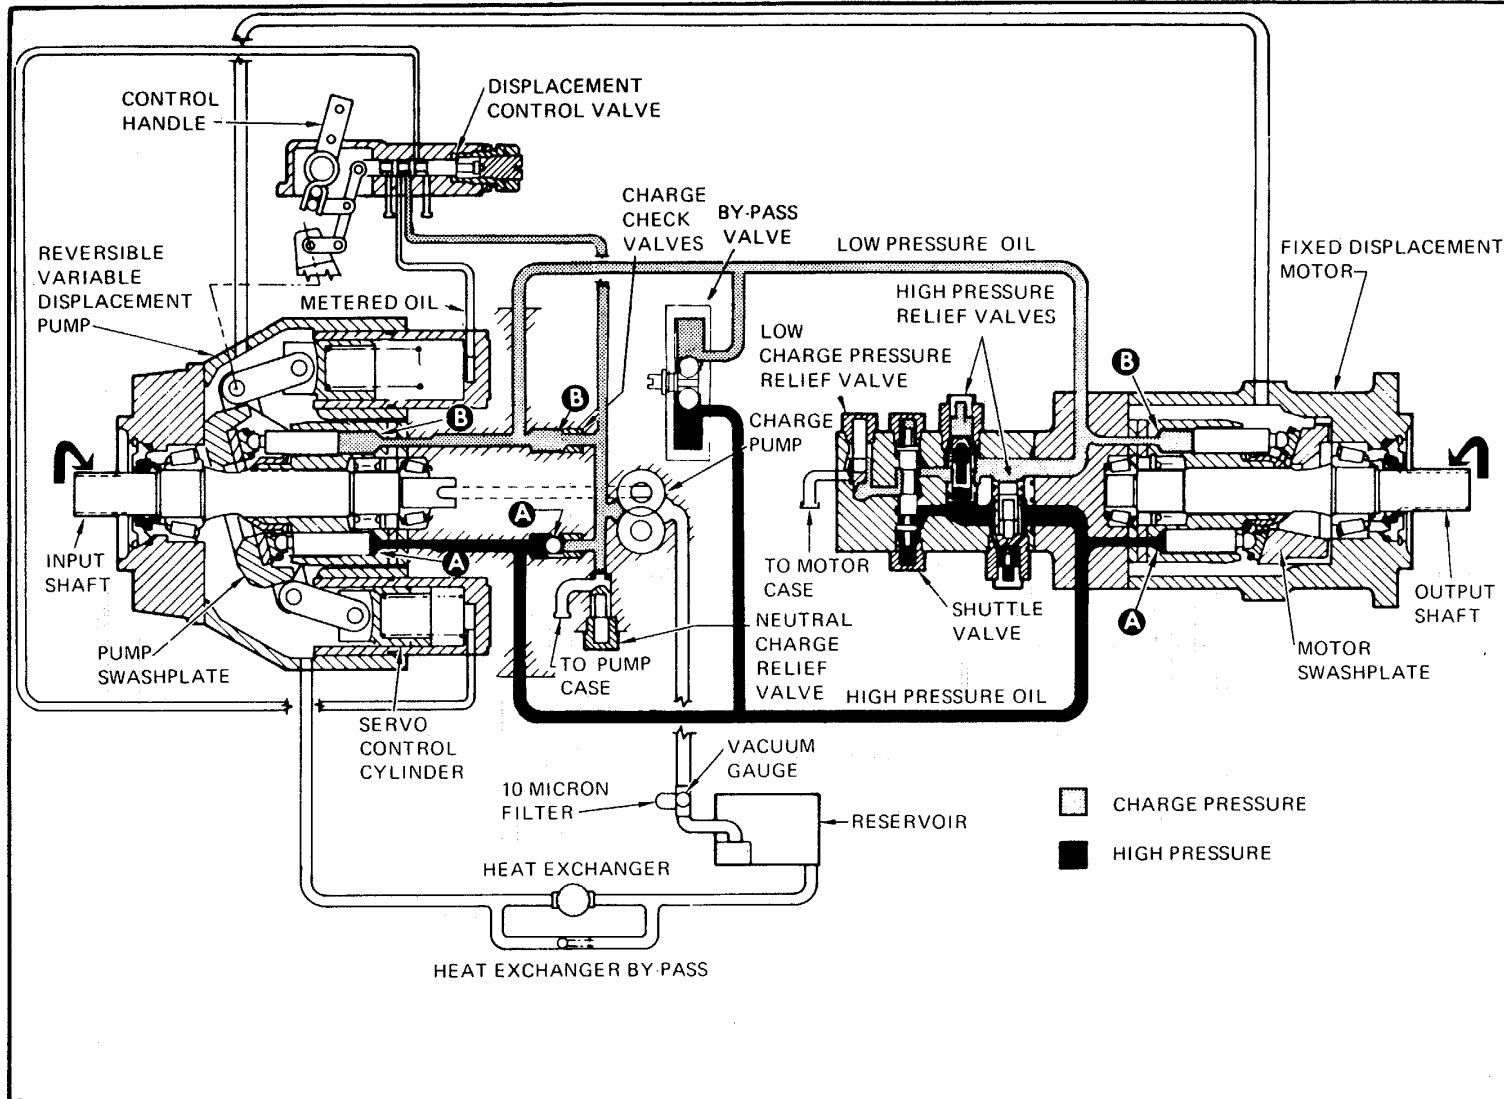 CONTROL
HANDLE
DISPLACEMENT
CONTROL VALVE
CHARGE
CHECK
VALVES
BY-PASS
VALVE
LOW PRESSURE OIL
FIXED DISPLACEMENT
MOTOR
REVERSIBLE
VARIABLE
DISPLACEMENT
PUMP
METERED OIL
HIGH PRESSURE
RELIEF VALVES
LOW
CHARGE PRESSURE
RELIEF VALVE
B
B
B
CHARGE
PUMP
A
A
A
INPUT
SHAFT
TO MOTOR
CASE
SHUTTLE
VALVE
OUTPUT
SHAFT
PUMP
SWASHPLATE
TO PUMP
CASE
NEUTRAL
CHARGE
RELIEF
VALVE
MOTOR
SWASHPLATE
HIGH PRESSURE OIL
SERVO
CONTROL
CYLINDER
VACUUM
GAUGE
10 MICRON
FILTER
RESERVOIR
CHARGE PRESSURE
HIGH PRESSURE
HEAT EXCHANGER
HEAT EXCHANGER BY-PASS